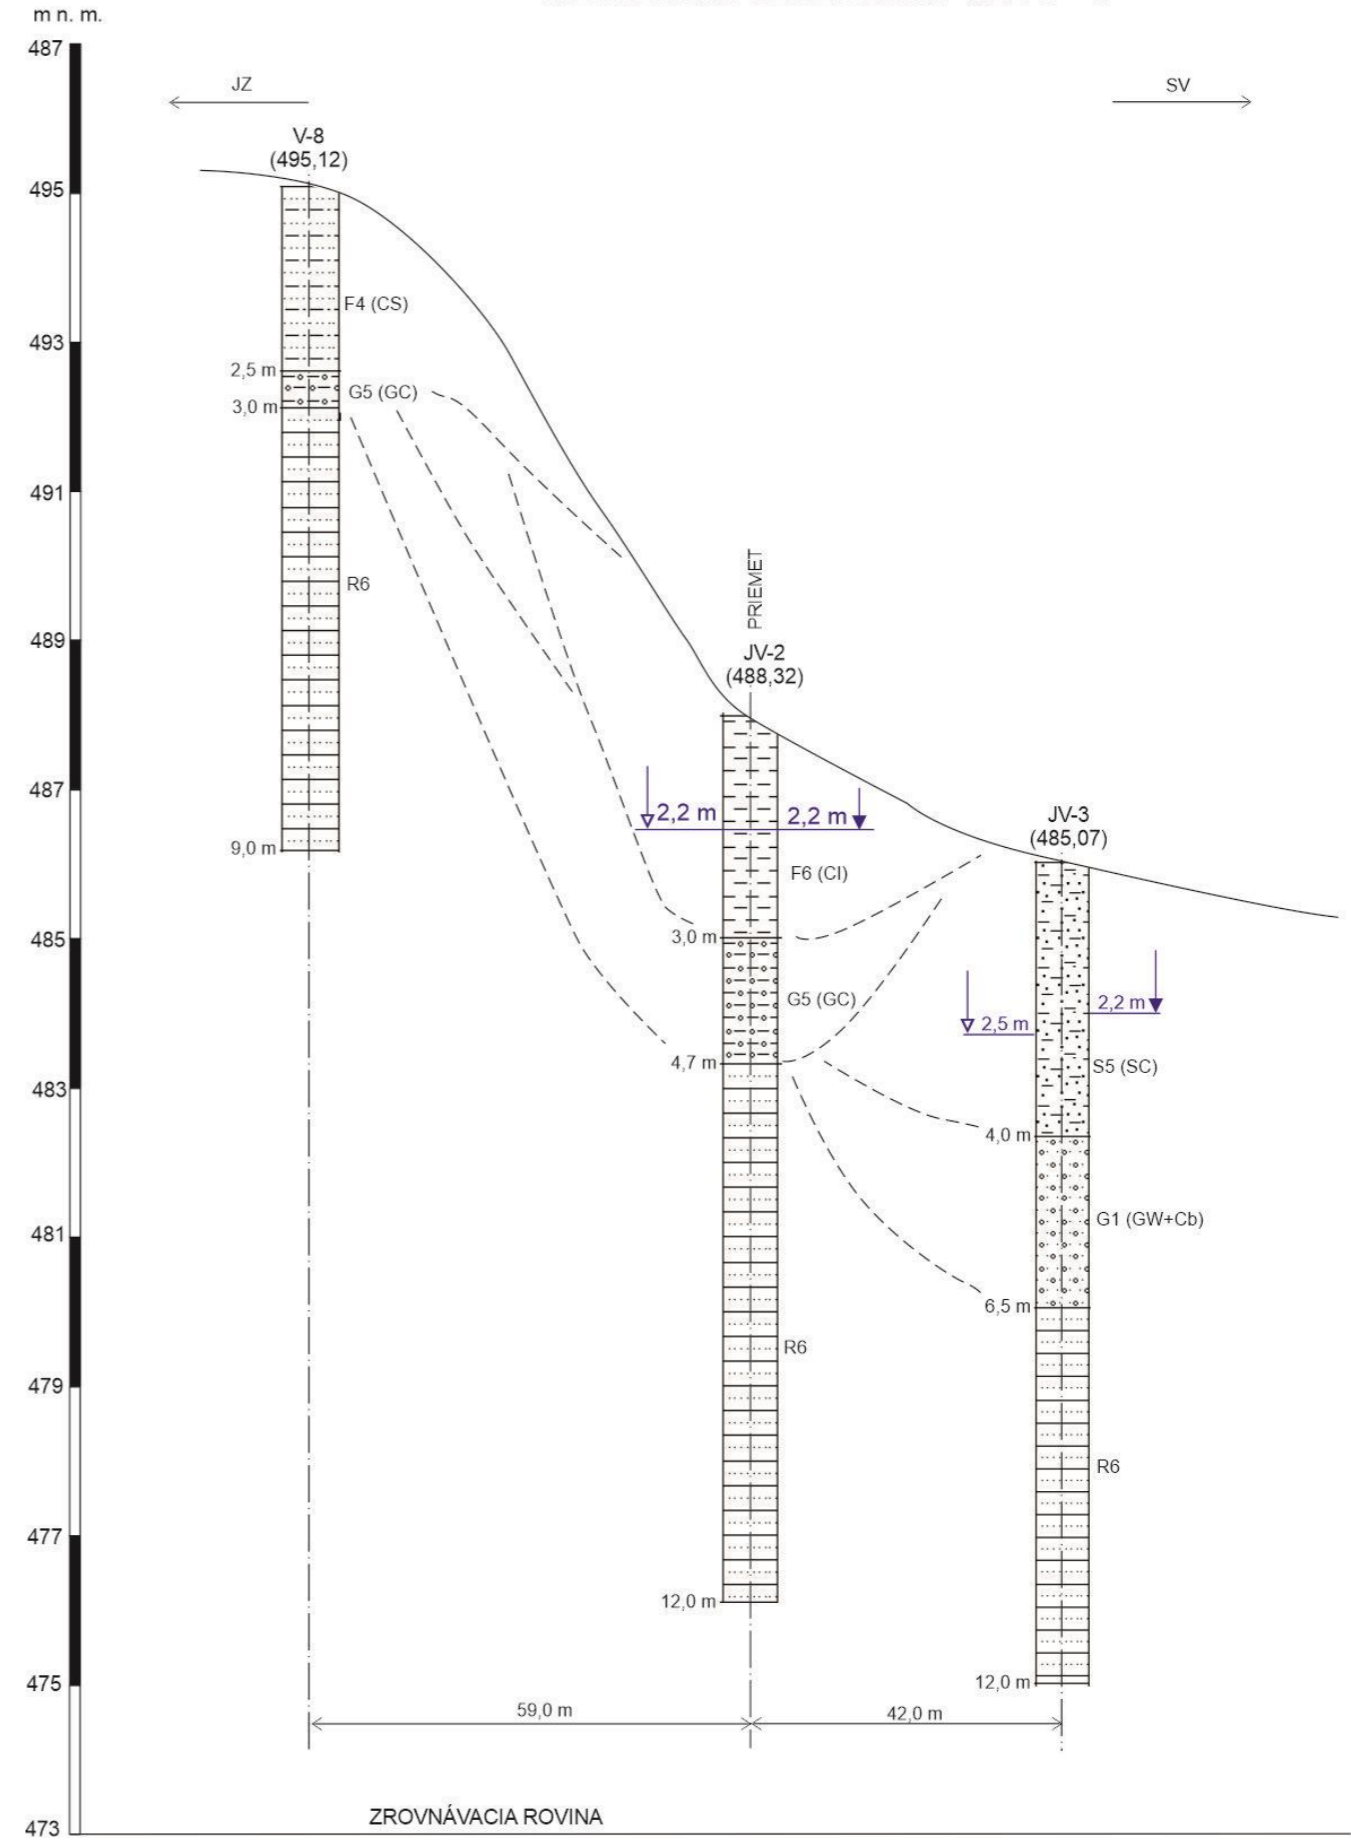 m n. m.
487
JZ
SV
V-8
(495,12)
495
F4 (CS)
493
2,5 m
G5 (GC)
3,0 m
491
R6
PRIEMET
489
JV-2
(488,32)
487
2,2 m
2,2 m
JV-3
(485,07)
9,0 m
F6 (CI)
485
3,0 m
G5 (GC)
2,5 m
2,2 m
4,7 m
S5 (SC)
483
4,0 m
G1 (GW+Cb)
481
6,5 m
R6
479
R6
477
12,0 m
475
12,0 m
59,0 m
42,0 m
ZROVNÁVACIA ROVINA
473